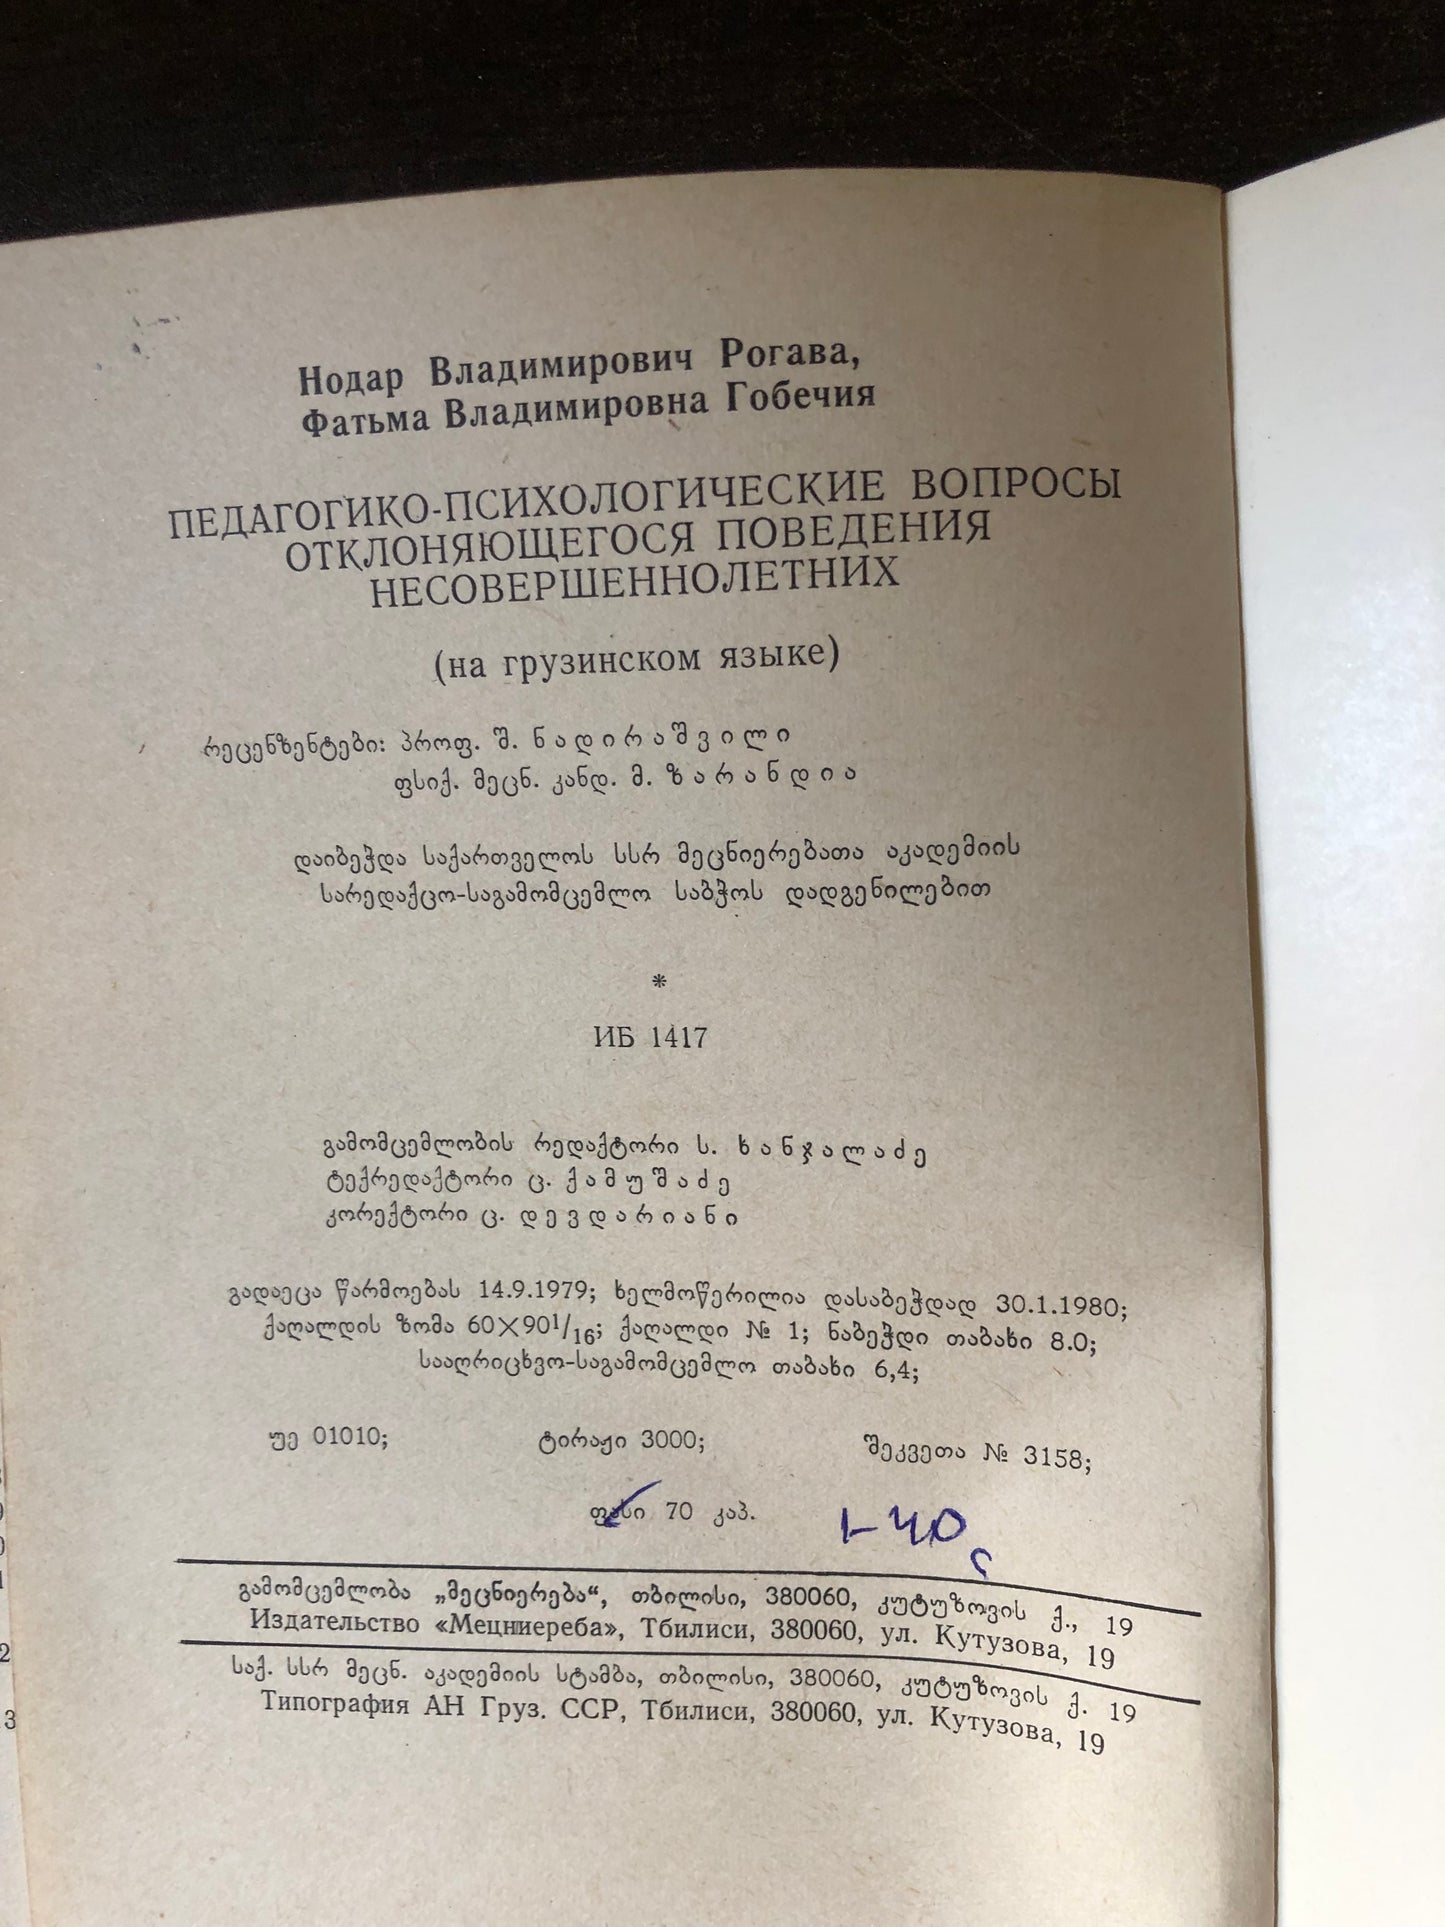 Нодар Владимирович Рогава,
Фатьма Владимировна Гобечия
ПЕДАГОГИКО-ПСИХОЛОГИЧЕСКИЕ ВОПРОСЫ
ОТКЛОНЯЮЩЕГОСЯ ПОВЕДЕНИЯ
НЕСОВЕРШЕННОЛЕТНИХ
(на грузинском языке)
რეცენზენტები: პროფ. შ. ნადირაშვილი
ფსიქ. მეცნ. კანდ. მ. ზარანდია
დაიბეჭდა საქართველოს სსრ მეცნიერებათა აკადემიის
სარედაქცო-საგამომცემლო საბჭოს დადგენილებით
*
ИБ 1417
გამომცემლობის რედაქტორი ს. ხანჯალაძე
ტექრედაქტორი ც. ქამუშაძე
კორექტორი ც. დევდარიანი
გადაეცა წარმოებას 14.9.1979; ხელმოწერილია დასაბეჭდად 30.1.1980;
ქაღალდის ზომა 60×90¹/₁₆; ქაღალდი № 1; ნაბეჭდი თაბახი 8.0;
სააღრიცხვო-საგამომცემლო თაბახი 6,4;
უე 01010; ტირაჟი 3000; შეკვეთა № 3158;
ფასი 70 კაპ. 1-40
გამომცემლობა „მეცნიერება“, თბილისი, 380060, კუტუზოვის ქ., 19
Издательство «Мецниереба», Тбилиси, 380060, ул. Кутузова, 19
საქ. სსრ მეცნ. აკადემიის სტამბა, თბილისი, 380060, კუტუზოვის ქ. 19
Типография АН Груз. ССР, Тбилиси, 380060, ул. Кутузова, 19